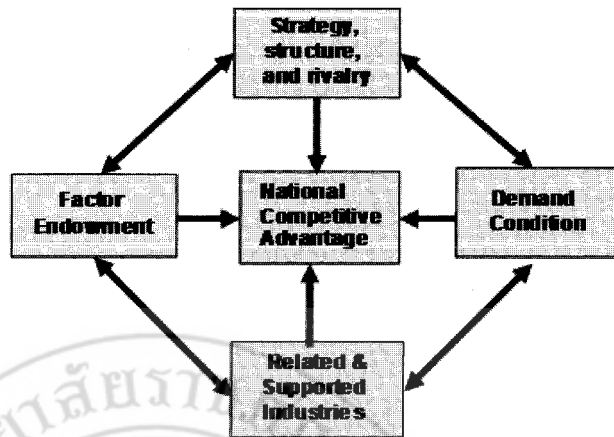 Strategy,
structure,
and rivalry
Factor
Endowment
National
Competitive
Advantage
Demand
Condition
Related &
Supported
Industries